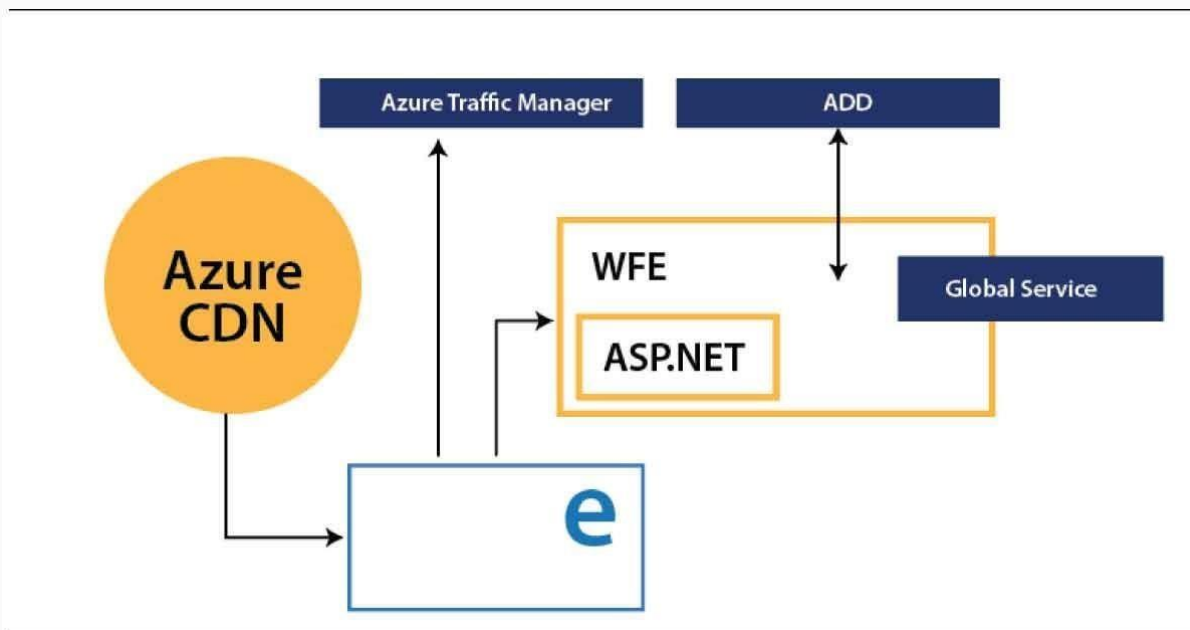 Azure Traffic Manager
ADD
Azure
CDN
WFE
Global Service
ASP.NET
e